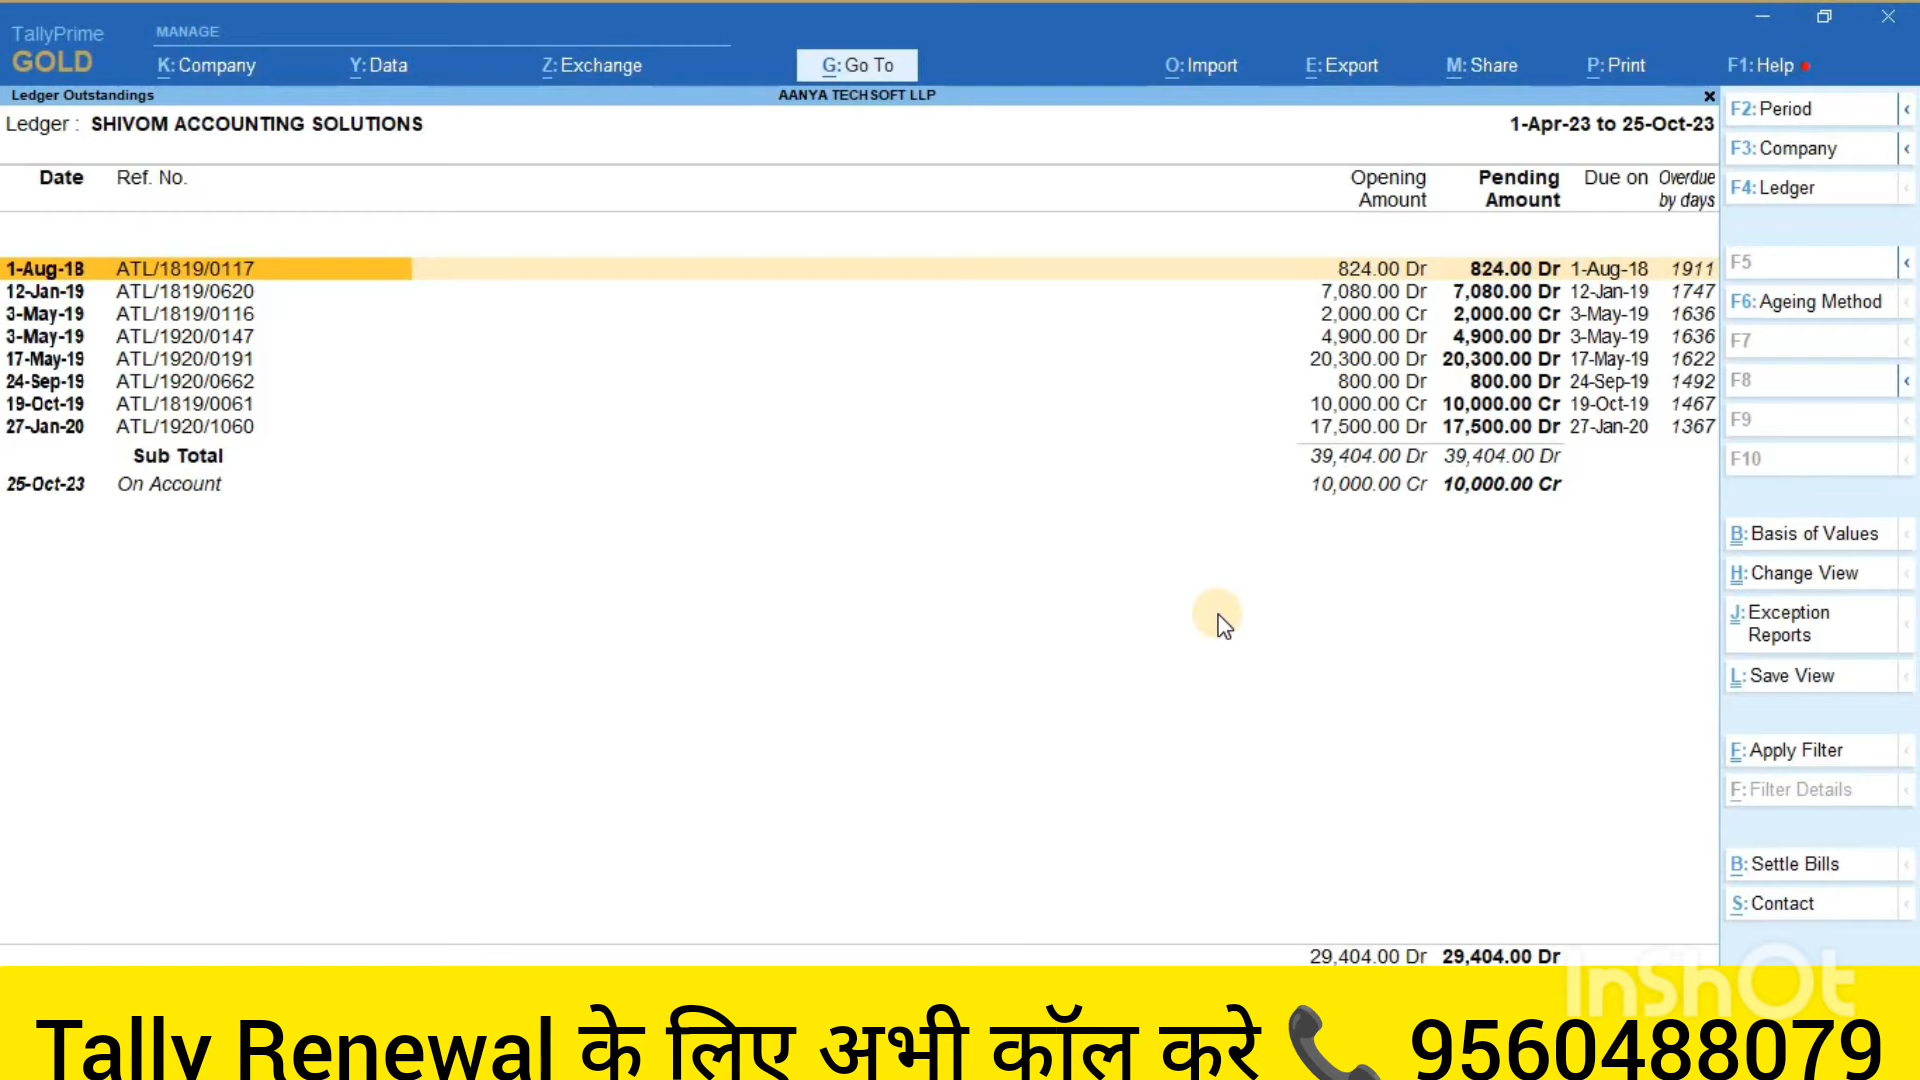 TallyPrime
GOLD
MANAGE
K: Company Y: Data Z: Exchange G: Go To O: Import E: Export M: Share P: Print F1: Help
Ledger Outstandings AANYA TECHSOFT LLP
Ledger : SHIVOM ACCOUNTING SOLUTIONS 1-Apr-23 to 25-Oct-23
Date Ref. No. Opening Pending Due on Overdue
Amount Amount by days
1-Aug-18 ATL/1819/0117 824.00 Dr 824.00 Dr 1-Aug-18 1911
12-Jan-19 ATL/1819/0620 7,080.00 Dr 7,080.00 Dr 12-Jan-19 1747
3-May-19 ATL/1819/0116 2,000.00 Cr 2,000.00 Cr 3-May-19 1636
3-May-19 ATL/1920/0147 4,900.00 Dr 4,900.00 Dr 3-May-19 1636
17-May-19 ATL/1920/0191 20,300.00 Dr 20,300.00 Dr 17-May-19 1622
24-Sep-19 ATL/1920/0662 800.00 Dr 800.00 Dr 24-Sep-19 1492
19-Oct-19 ATL/1819/0061 10,000.00 Cr 10,000.00 Cr 19-Oct-19 1467
27-Jan-20 ATL/1920/1060 17,500.00 Dr 17,500.00 Dr 27-Jan-20 1367
Sub Total 39,404.00 Dr 39,404.00 Dr
25-Oct-23 On Account 10,000.00 Cr 10,000.00 Cr
29,404.00 Dr 29,404.00 Dr
F2: Period
F3: Company
F4: Ledger
F5
F6: Ageing Method
F7
F8
F9
F10
B: Basis of Values
H: Change View
J: Exception
Reports
L: Save View
F: Apply Filter
F: Filter Details
B: Settle Bills
S: Contact
InShOt
Tally Renewal के लिए अभी कॉल करे 📞 9560488079